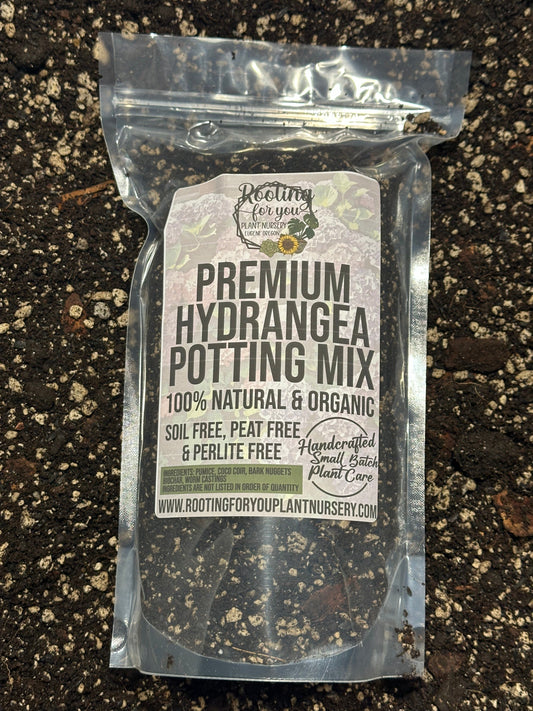 Rooting
for you
PLANT NURSERY
EUGENE OREGON
PREMIUM
HYDRANGEA
POTTING MIX
100% NATURAL & ORGANIC
SOIL FREE, PEAT FREE
& PERLITE FREE
Handcrafted
Small Batch
Plant Care
INGREDIENTS: PUMICE, COCO COIR, BARK NUGGETS
BIOCHAR, WORM CASTINGS
INGREDIENTS ARE NOT LISTED IN ORDER OF QUANTITY
WWW.ROOTINGFORYOUPLANTNURSERY.COM